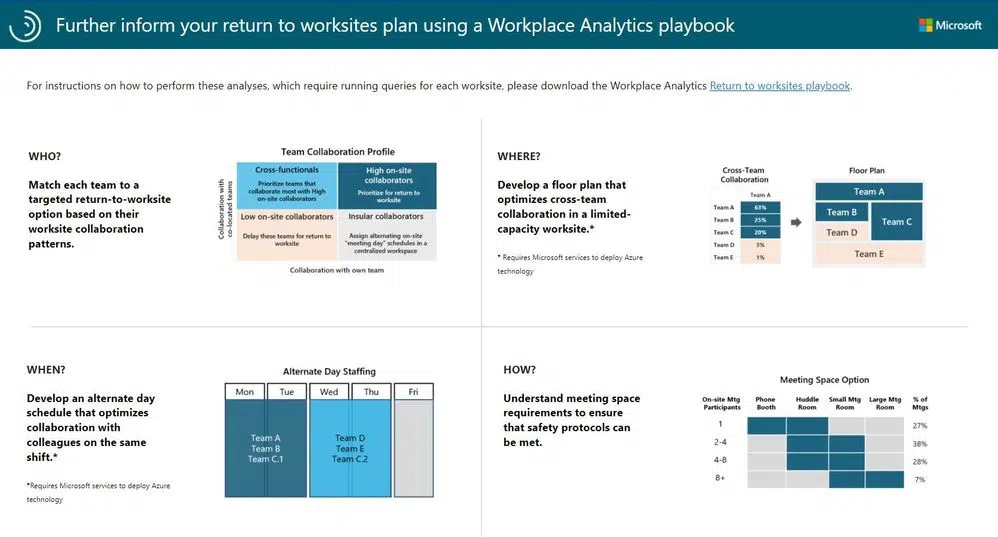 Further inform your return to worksites plan using a Workplace Analytics playbook
Microsoft
For instructions on how to perform these analyses, which require running queries for each worksite, please download the Workplace Analytics Return to worksites playbook.
WHO?
Match each team to a
targeted return-to-worksite
option based on their
worksite collaboration
patterns.
Team Collaboration Profile
Collaboration with
co-located teams
Cross-functionals
Prioritize teams that
collaborate most with High
on-site collaborators
High on-site
collaborators
Prioritize for return to
worksite
Low on-site collaborators
Delay these teams for return to
worksite
Insular collaborators
Assign alternating on-site
"meeting day" schedules in a
centralized workspace
Collaboration with own team
WHERE?
Develop a floor plan that
optimizes cross-team
collaboration in a limited-
capacity worksite.*
* Requires Microsoft services to deploy Azure
technology
Cross-Team
Collaboration
Team A
Team A 63%
Team B 25%
Team C 20%
Team D 3%
Team E 1%
Floor Plan
Team A
Team B
Team C
Team D
Team E
WHEN?
Develop an alternate day
schedule that optimizes
collaboration with
colleagues on the same
shift.*
*Requires Microsoft services to deploy Azure
technology
Alternate Day Staffing
Mon Tue Wed Thu Fri
Team A
Team B
Team C.1
Team D
Team E
Team C.2
HOW?
Understand meeting space
requirements to ensure
that safety protocols can
be met.
Meeting Space Option
On-site Mtg
Participants
Phone
Booth
Huddle
Room
Small Mtg
Room
Large Mtg
Room
% of
Mtgs
1 27%
2-4 38%
4-8 28%
8+ 7%